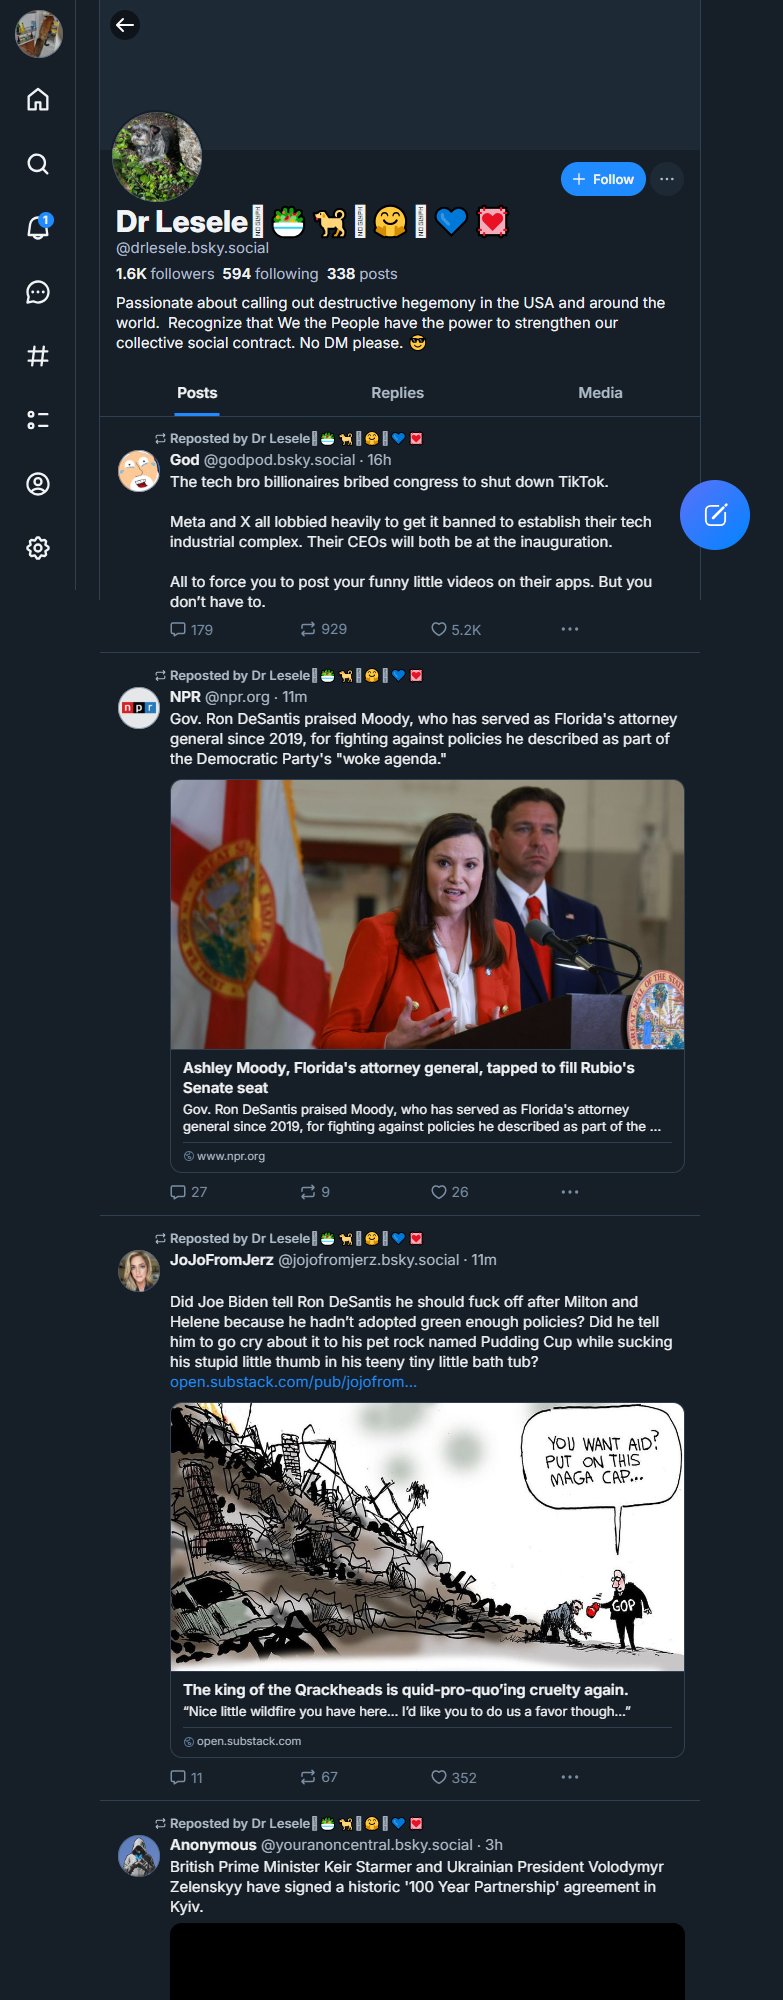 1
+ Follow
Dr Lesele🥗🐕🤗💙💟
@drlesele.bsky.social
1.6K followers 594 following 338 posts
Passionate about calling out destructive hegemony in the USA and around the
world. Recognize that We the People have the power to strengthen our
collective social contract. No DM please. 😎
Posts Replies Media
Reposted by Dr Lesele🥗🐕🤗💙💟
God @godpod.bsky.social · 16h
The tech bro billionaires bribed congress to shut down TikTok.
Meta and X all lobbied heavily to get it banned to establish their tech
industrial complex. Their CEOs will both be at the inauguration.
All to force you to post your funny little videos on their apps. But you
don’t have to.
179 929 5.2K
Reposted by Dr Lesele🥗🐕🤗💙💟
npr
NPR @npr.org · 11m
Gov. Ron DeSantis praised Moody, who has served as Florida's attorney
general since 2019, for fighting against policies he described as part of
the Democratic Party's "woke agenda."
GREAT SEAL OF THE STATE
Ashley Moody, Florida's attorney general, tapped to fill Rubio's
Senate seat
Gov. Ron DeSantis praised Moody, who has served as Florida's attorney
general since 2019, for fighting against policies he described as part of the ...
www.npr.org
27 9 26
Reposted by Dr Lesele🥗🐕🤗💙💟
JoJoFromJerz @jojofromjerz.bsky.social · 11m
Did Joe Biden tell Ron DeSantis he should fuck off after Milton and
Helene because he hadn’t adopted green enough policies? Did he tell
him to go cry about it to his pet rock named Pudding Cup while sucking
his stupid little thumb in his teeny tiny little bath tub?
open.substack.com/pub/jojofrom...
YOU WANT AID?
PUT ON THIS
MAGA CAP...
GOP
The king of the Qrackheads is quid-pro-quo’ing cruelty again.
“Nice little wildfire you have here... I’d like you to do us a favor though...”
open.substack.com
11 67 352
Reposted by Dr Lesele🥗🐕🤗💙💟
Anonymous @youranoncentral.bsky.social · 3h
British Prime Minister Keir Starmer and Ukrainian President Volodymyr
Zelenskyy have signed a historic '100 Year Partnership' agreement in
Kyiv.